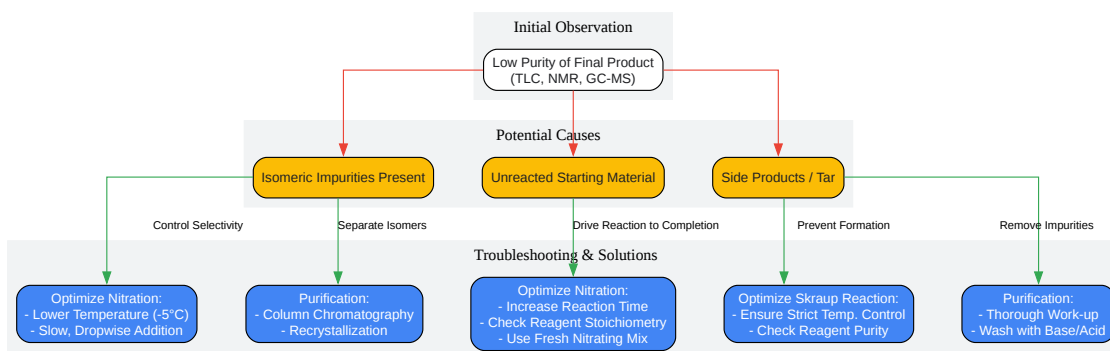 Initial Observation
Low Purity of Final Product
(TLC, NMR, GC-MS)
Potential Causes
Isomeric Impurities Present
Unreacted Starting Material
Side Products / Tar
Control Selectivity
Separate Isomers
Drive Reaction to Completion
Prevent Formation
Remove Impurities
Troubleshooting & Solutions
Optimize Nitration:
- Lower Temperature (-5°C)
- Slow, Dropwise Addition
Purification:
- Column Chromatography
- Recrystallization
Optimize Nitration:
- Increase Reaction Time
- Check Reagent Stoichiometry
- Use Fresh Nitrating Mix
Optimize Skraup Reaction:
- Ensure Strict Temp. Control
- Check Reagent Purity
Purification:
- Thorough Work-up
- Wash with Base/Acid